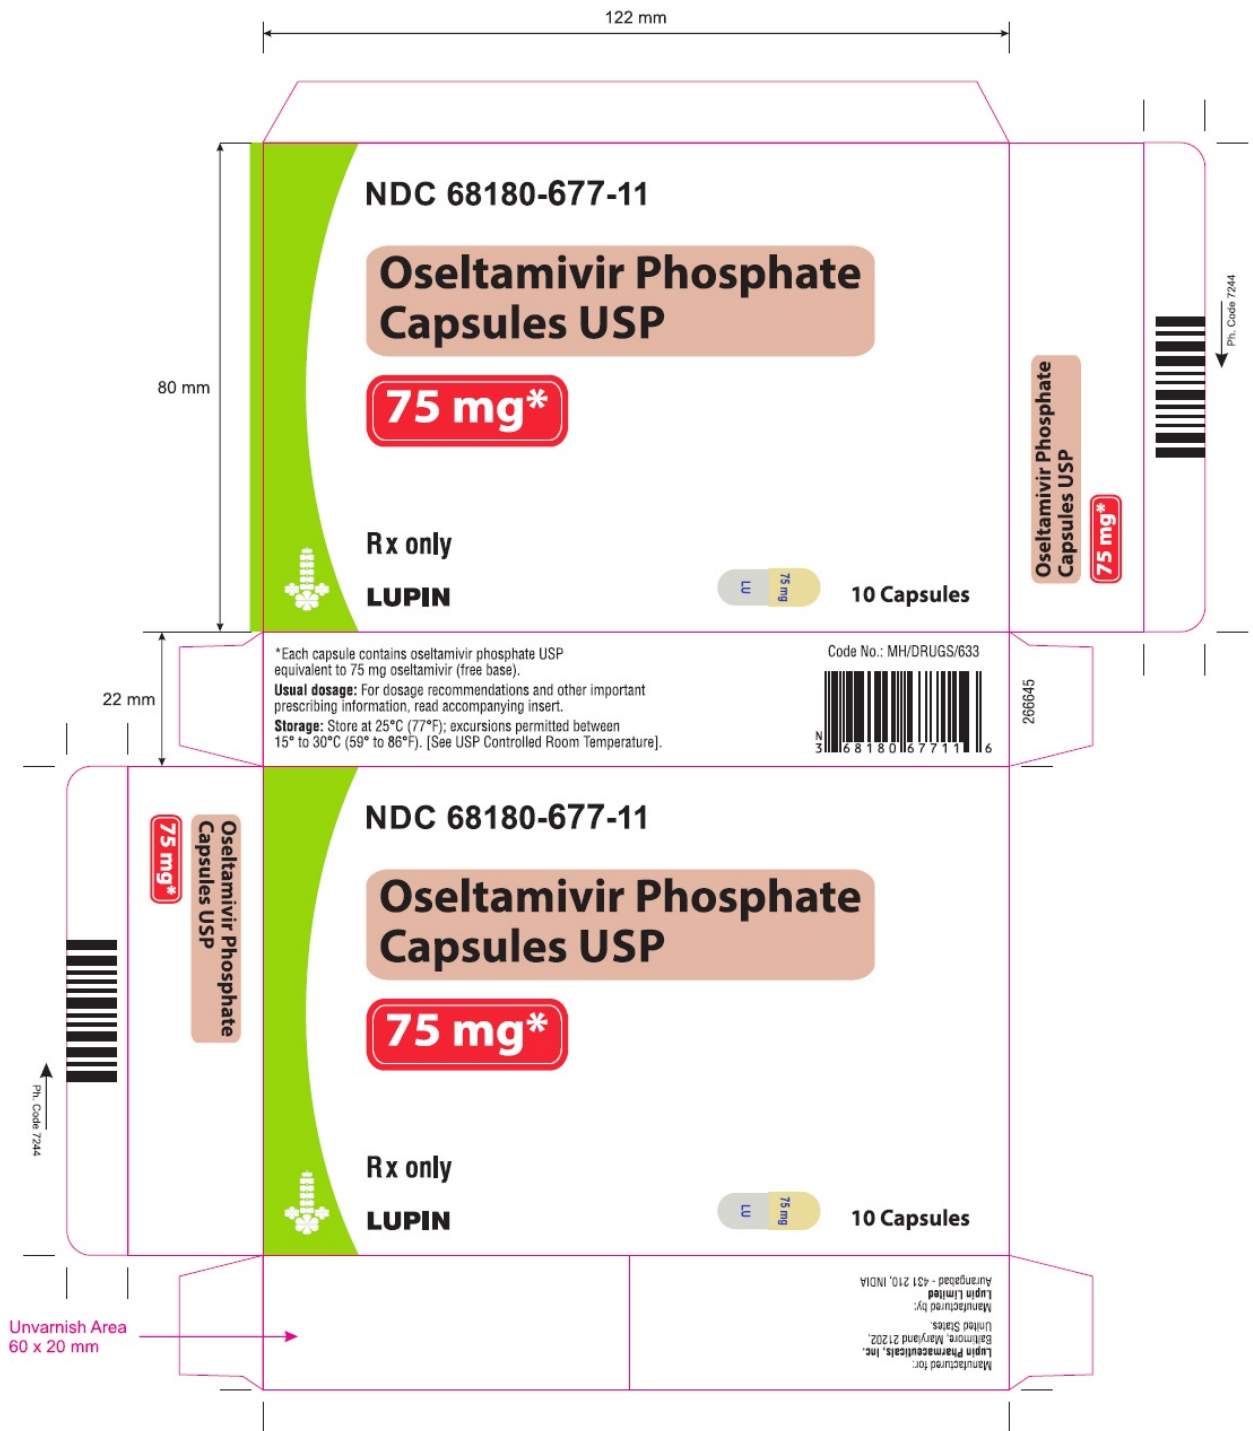 122 mm
NDC 68180-677-11
Oseltamivir Phosphate
Capsules USP
75 mg*
Rx only
LUPIN
LU
75 mg
10 Capsules
80 mm
Oseltamivir Phosphate
Capsules USP
75 mg*
Ph. Code 7244
22 mm
*Each capsule contains oseltamivir phosphate USP
equivalent to 75 mg oseltamivir (free base).
Usual dosage: For dosage recommendations and other important
prescribing information, read accompanying insert.
Storage: Store at 25°C (77°F); excursions permitted between
15° to 30°C (59° to 86°F). [See USP Controlled Room Temperature].
Code No.: MH/DRUGS/633
N
3 68180 67711 6
266645
Oseltamivir Phosphate
Capsules USP
75 mg*
Ph. Code 7244
NDC 68180-677-11
Oseltamivir Phosphate
Capsules USP
75 mg*
Rx only
LUPIN
LU
75 mg
10 Capsules
Unvarnish Area
60 x 20 mm
Manufactured for:
Lupin Pharmaceuticals, Inc.
Baltimore, Maryland 21202,
United States.
Manufactured by:
Lupin Limited
Aurangabad - 431 210, INDIA